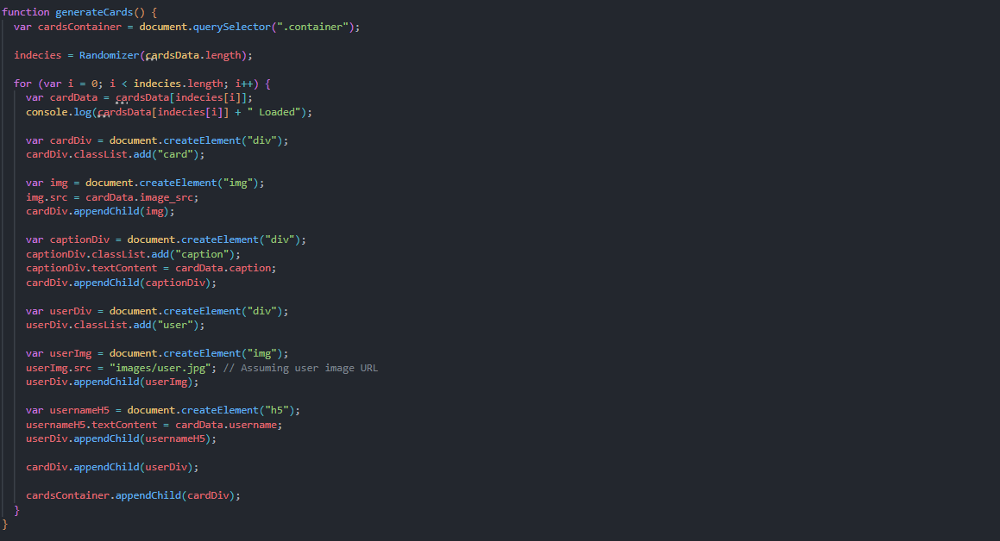 function generateCards() {
var cardsContainer = document.querySelector(".container");
indecies = Randomizer(cardsData.length);
for (var i = 0; i < indecies.length; i++) {
var cardData = cardsData[indecies[i]];
console.log(cardsData[indecies[i]] + " Loaded");
var cardDiv = document.createElement("div");
cardDiv.classList.add("card");
var img = document.createElement("img");
img.src = cardData.image_src;
cardDiv.appendChild(img);
var captionDiv = document.createElement("div");
captionDiv.classList.add("caption");
captionDiv.textContent = cardData.caption;
cardDiv.appendChild(captionDiv);
var userDiv = document.createElement("div");
userDiv.classList.add("user");
var userImg = document.createElement("img");
userImg.src = "images/user.jpg"; // Assuming user image URL
userDiv.appendChild(userImg);
var usernameH5 = document.createElement("h5");
usernameH5.textContent = cardData.username;
userDiv.appendChild(usernameH5);
cardDiv.appendChild(userDiv);
cardsContainer.appendChild(cardDiv);
}
}